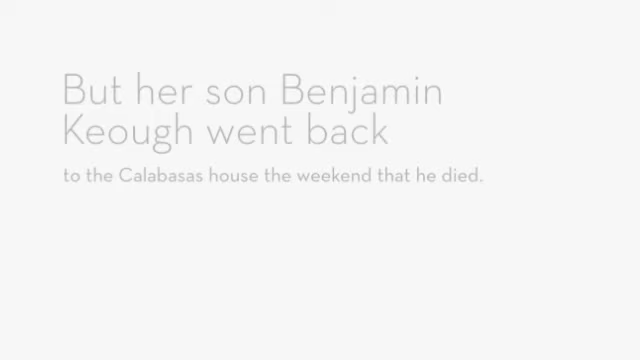 But her son Benjamin
Keough went back
to the Calabasas house the weekend that he died.